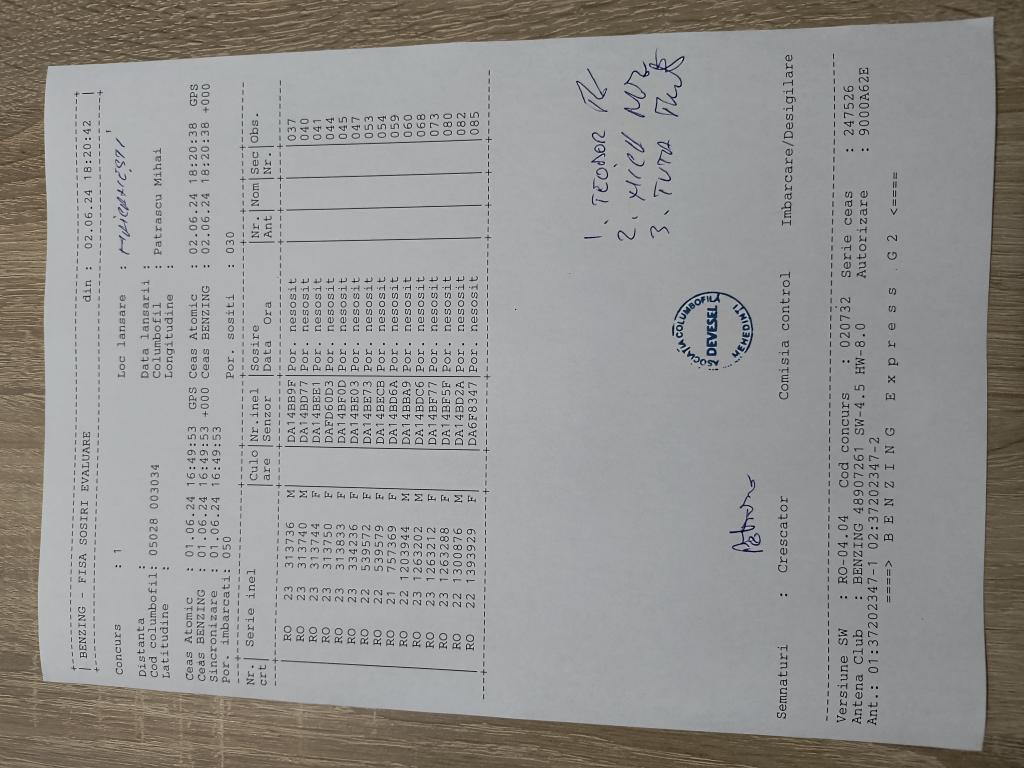 BENZING - FISA SOSIRI EVALUARE din : 02.06.24 18:20:42
Concurs : 1 Loc lansare :
Distanta : Data lansarii :
Cod columbofil: 05028 003034 Columbofil : Patrascu Mihai
Latitudine : Longitudine :
Ceas Atomic : 01.06.24 16:49:53 GPS Ceas Atomic : 02.06.24 18:20:38 GPS
Ceas BENZING : 01.06.24 16:49:53 +000 Ceas BENZING : 02.06.24 18:20:38 +000
Sincronizare : 01.06.24 16:49:53
Por. imbarcati: 050 Por. sositi : 030
Nr. Serie inel Culo Nr.inel Sosire Nr. Nom Sec Obs.
crt are Senzor Data Ora Ant Nr.
RO 23 313736 M DA14BB9F Por. nesosit 037
RO 23 313740 M DA14BD77 Por. nesosit 040
RO 23 313744 F DA14BEE1 Por. nesosit 041
RO 23 313750 F DAF06DD3 Por. nesosit 044
RO 23 313833 F DA14BF0D Por. nesosit 045
RO 23 334236 F DA14BE03 Por. nesosit 047
RO 22 539572 F DA14BE73 Por. nesosit 053
RO 22 539579 F DA14BECB Por. nesosit 054
RO 21 759736 F DA14BD6A Por. nesosit 059
RO 22 1203944 M DA14BBA9 Por. nesosit 060
RO 23 1263202 M DA14BDC6 Por. nesosit 068
RO 23 1263212 F DA14BF77 Por. nesosit 073
RO 23 1263288 F DA14BF5F Por. nesosit 080
RO 22 1300876 M DA14BD2A Por. nesosit 082
RO 22 1393929 F DA6F8347 Por. nesosit 085
1. TEODOR
2. MICU
3. TUTA
COLUMBOFILA
DEVESEL
MEHEDINTI
Semnaturi : Crescator Comisia control Imbarcare/Desigilare
Versiune SW : RO-04.04 Cod concurs : 020732 Serie ceas : 247526
Antena Club : BENZING 48907261 SW-4.5 HW-8.0 Autorizare : 9000A62E
Ant.: 01:37202347-1 02:37202347-2
====> B E N Z I N G E x p r e s s G 2 <====